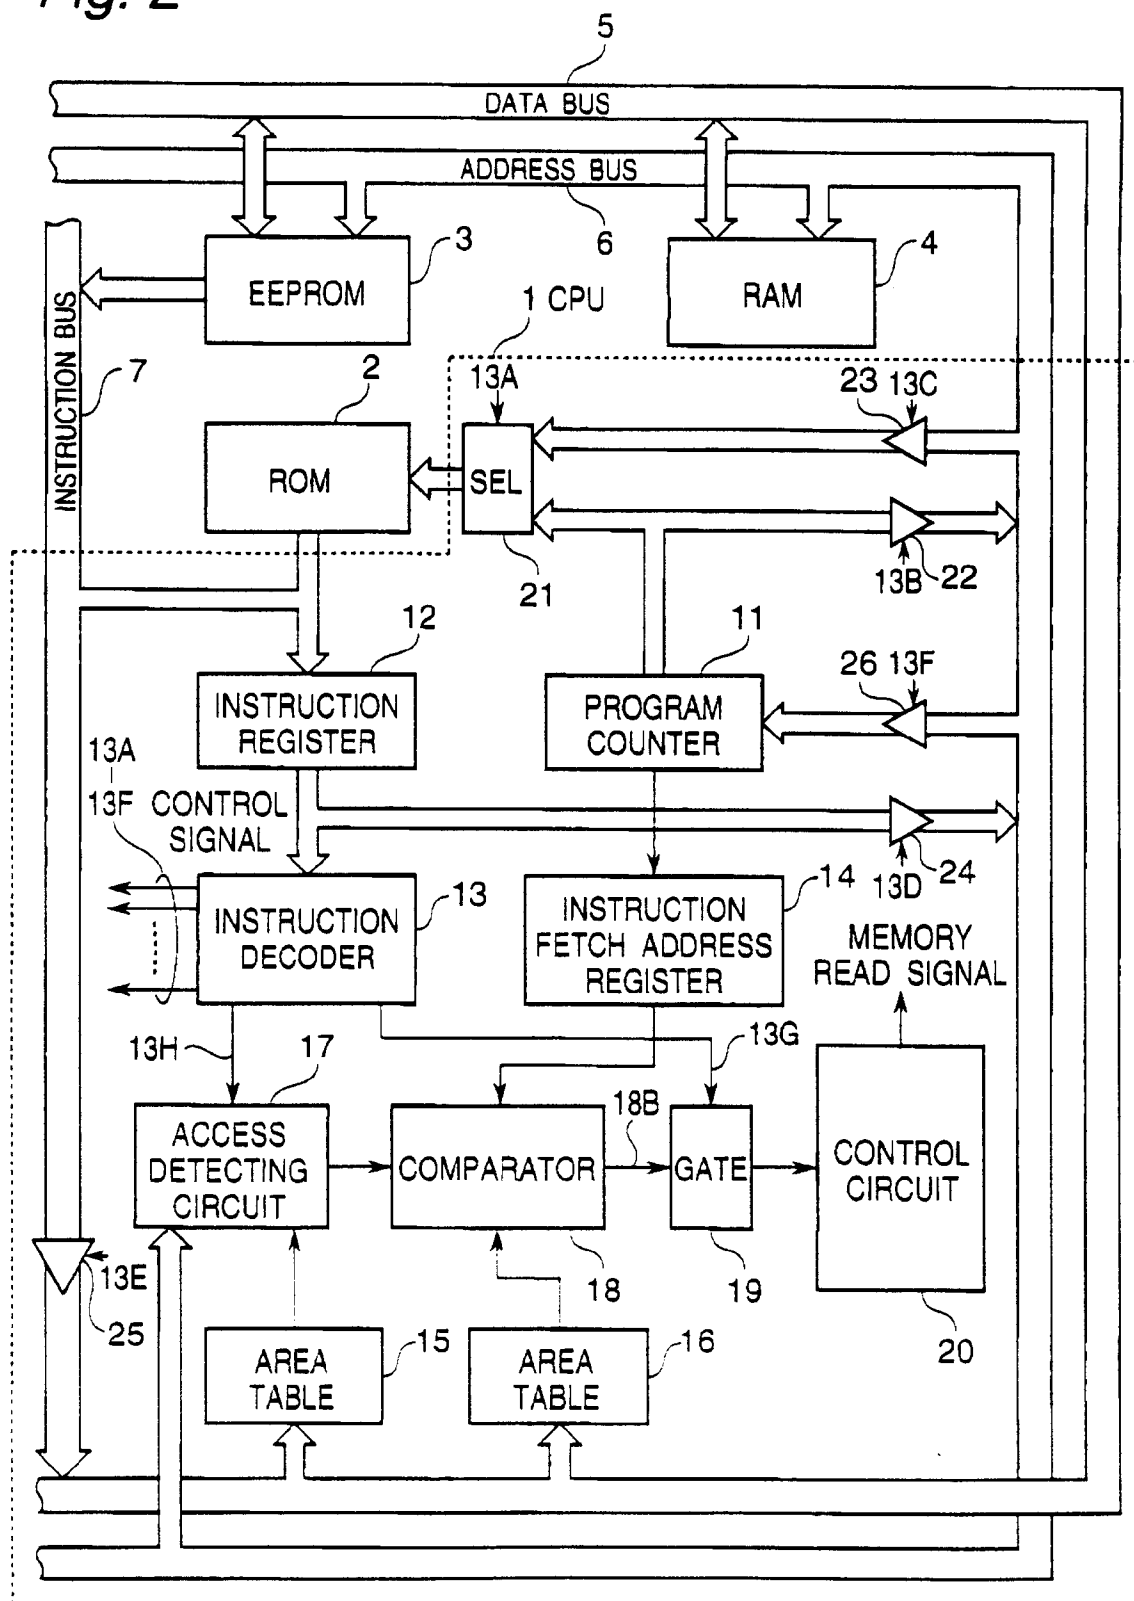 Fig. 2
5
DATA BUS
ADDRESS BUS
6
3
4
EEPROM
RAM
1 CPU
INSTRUCTION BUS
7
2
13A
23
13C
ROM
SEL
21
13B
22
12
11
26
13F
INSTRUCTION
REGISTER
PROGRAM
COUNTER
13A
13F
CONTROL
SIGNAL
13D
24
13
14
INSTRUCTION
DECODER
INSTRUCTION
FETCH ADDRESS
REGISTER
MEMORY
READ SIGNAL
13H
17
13G
18B
ACCESS
DETECTING
CIRCUIT
COMPARATOR
GATE
CONTROL
CIRCUIT
13E
18
19
25
15
16
20
AREA
TABLE
AREA
TABLE